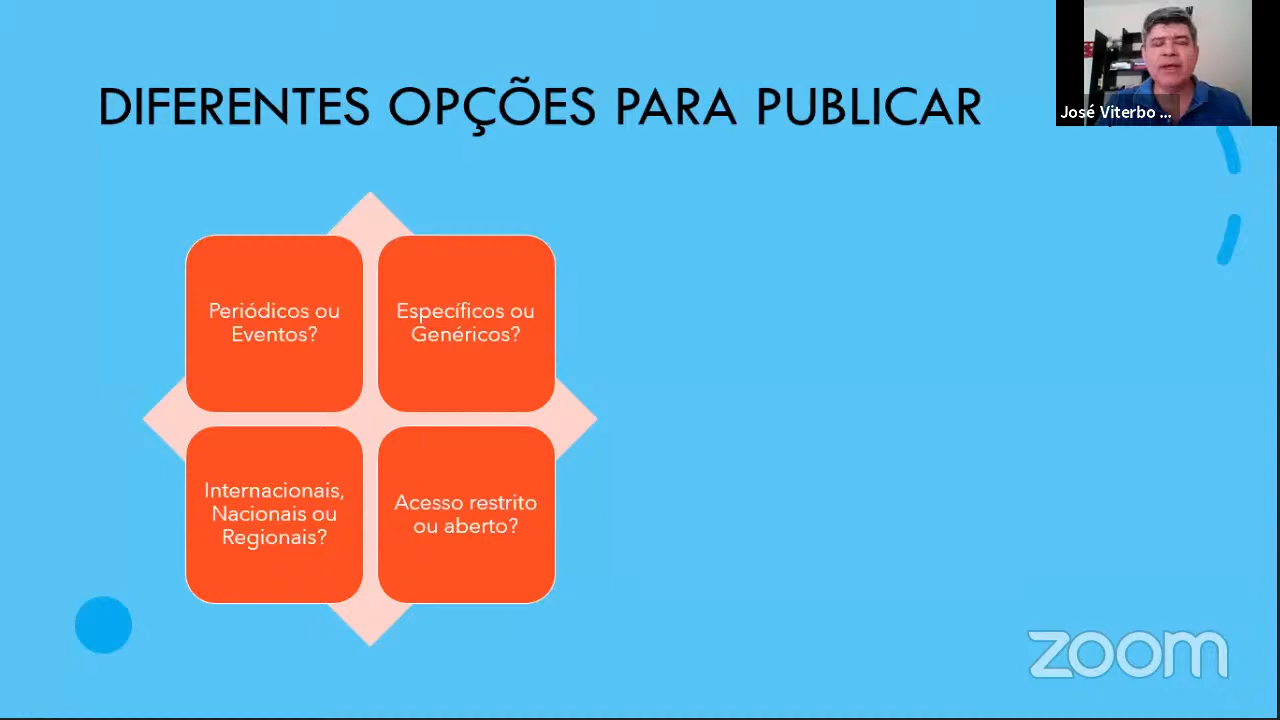 DIFERENTES OPÇÕES PARA PUBLICAR
José Viterbo ...
Periódicos ou
Eventos?
Específicos ou
Genéricos?
Internacionais,
Nacionais ou
Regionais?
Acesso restrito
ou aberto?
zoom